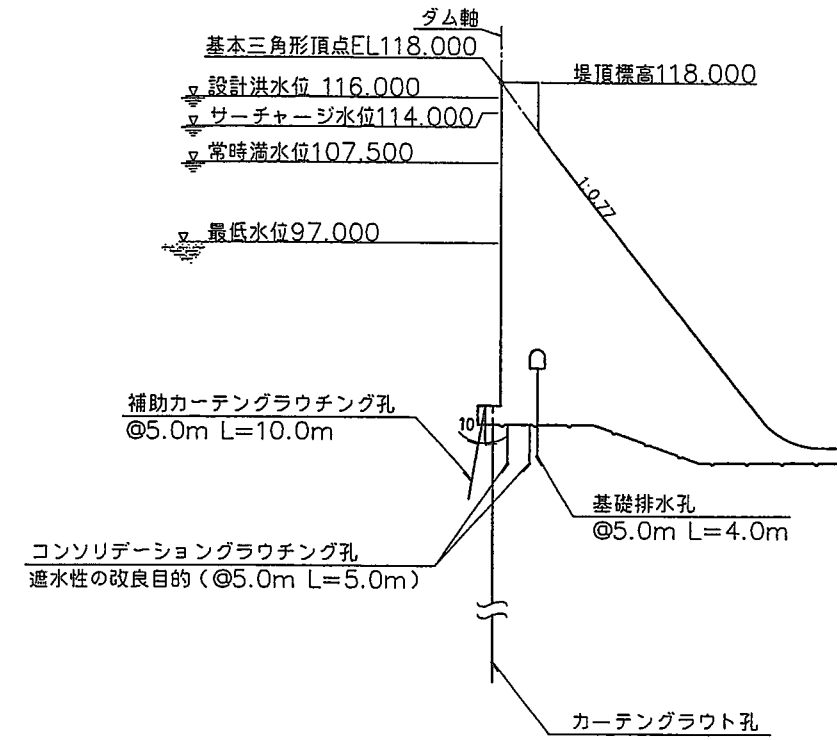 ダム軸
基本三角形頂点EL118.000
堤頂標高118.000
設計洪水位 116.000
サーチャージ水位114.000
常時満水位107.500
1:0.77
最低水位97.000
補助カーテングラウチング孔
@5.0m L=10.0m
10°
基礎排水孔
@5.0m L=4.0m
コンソリデーショングラウチング孔
遮水性の改良目的(@5.0m L=5.0m)
カーテングラウト孔